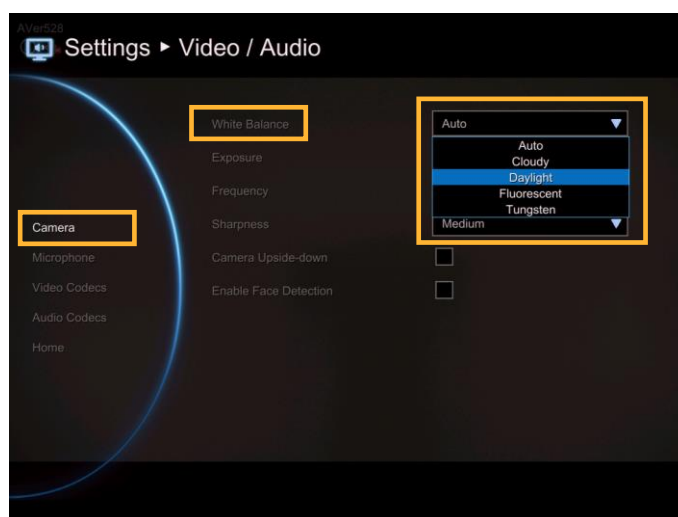 AVer528
Settings ► Video / Audio
White Balance
Auto
Auto
Exposure
Cloudy
Daylight
Frequency
Fluorescent
Tungsten
Camera
Sharpness
Medium
Microphone
Camera Upside-down
Video Codecs
Enable Face Detection
Audio Codecs
Home